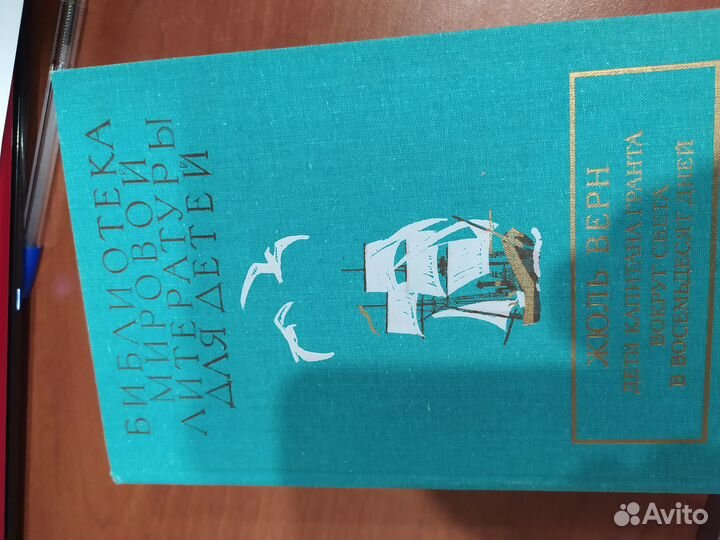 БИБЛИОТЕКА
МИРОВОЙ
ЛИТЕРАТУРЫ
ДЛЯ ДЕТЕЙ
ЖЮЛЬ ВЕРН
ДЕТИ КАПИТАНА ГРАНТА
ВОКРУГ СВЕТА
В ВОСЕМЬДЕСЯТ ДНЕЙ
Avito